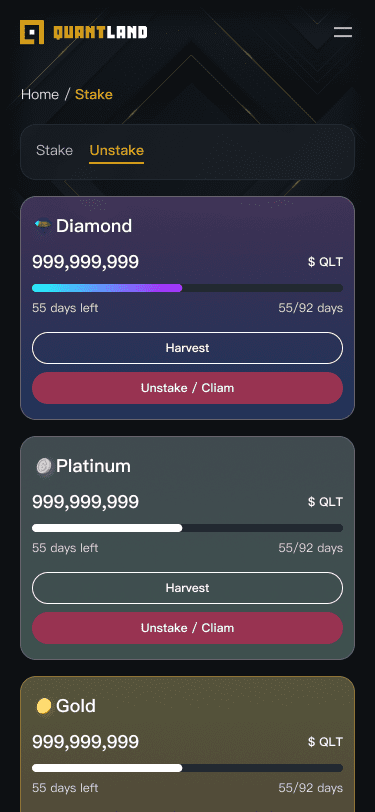 QUANTLAND
Home / Stake
Stake Unstake
Diamond
999,999,999 $ QLT
55 days left 55/92 days
Harvest
Unstake / Cliam
Platinum
999,999,999 $ QLT
55 days left 55/92 days
Harvest
Unstake / Cliam
Gold
999,999,999 $ QLT
55 days left 55/92 days